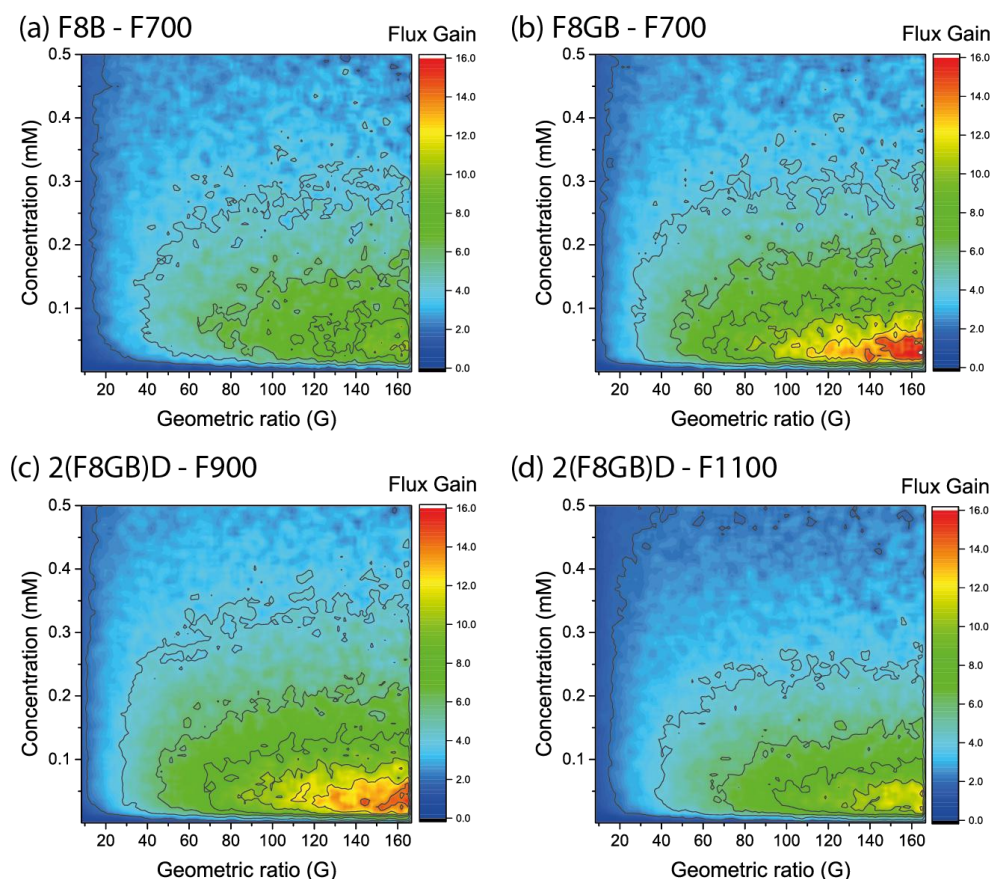 (a) F8B - F700
Flux Gain
0.5
0.4
0.3
0.2
0.1
Concentration (mM)
20 40 60 80 100 120 140 160
Geometric ratio (G)
16.0
14.0
12.0
10.0
8.0
6.0
4.0
2.0
0.0
(b) F8GB - F700
Flux Gain
0.5
0.4
0.3
0.2
0.1
Concentration (mM)
20 40 60 80 100 120 140 160
Geometric ratio (G)
16.0
14.0
12.0
10.0
8.0
6.0
4.0
2.0
0.0
(c) 2(F8GB)D - F900
Flux Gain
0.5
0.4
0.3
0.2
0.1
Concentration (mM)
20 40 60 80 100 120 140 160
Geometric ratio (G)
16.0
14.0
12.0
10.0
8.0
6.0
4.0
2.0
0.0
(d) 2(F8GB)D - F1100
Flux Gain
0.5
0.4
0.3
0.2
0.1
Concentration (mM)
20 40 60 80 100 120 140 160
Geometric ratio (G)
16.0
14.0
12.0
10.0
8.0
6.0
4.0
2.0
0.0